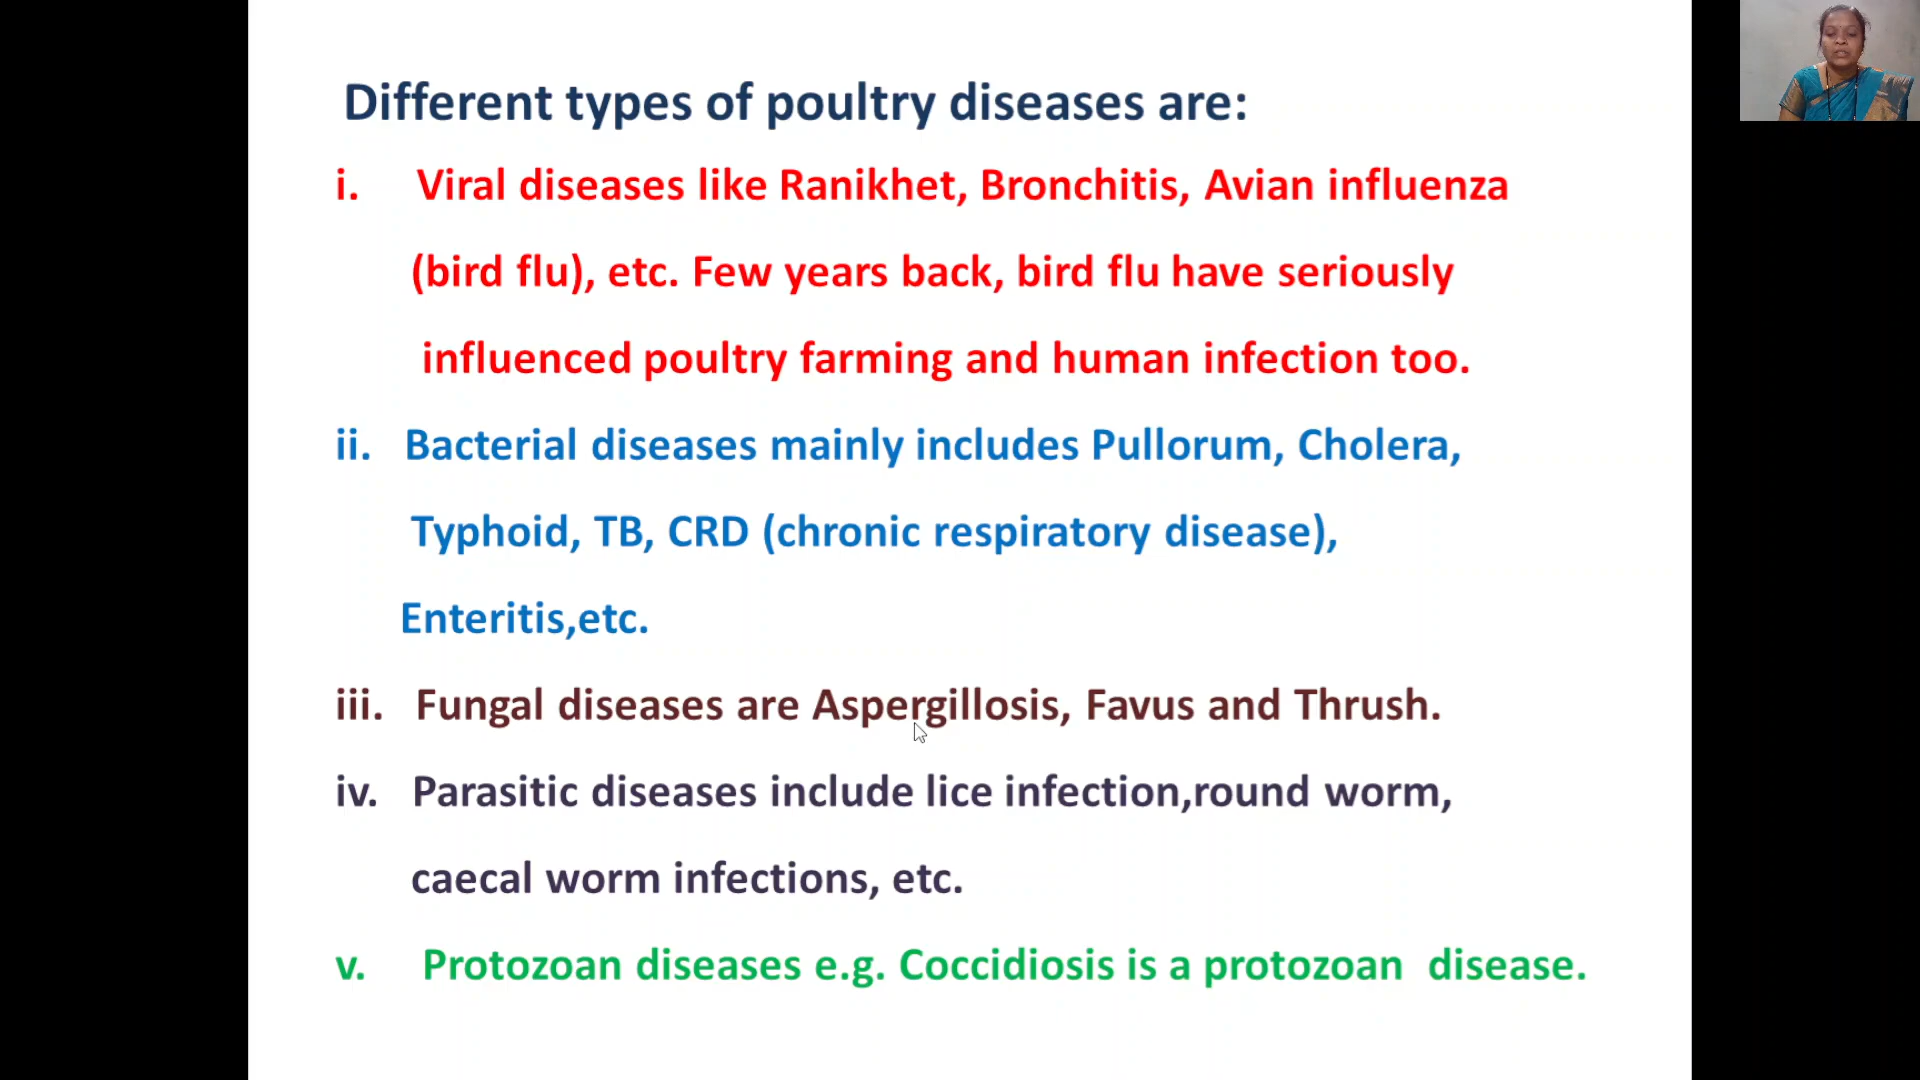 Different types of poultry diseases are:
i. Viral diseases like Ranikhet, Bronchitis, Avian influenza
(bird flu), etc. Few years back, bird flu have seriously
influenced poultry farming and human infection too.
ii. Bacterial diseases mainly includes Pullorum, Cholera,
Typhoid, TB, CRD (chronic respiratory disease),
Enteritis,etc.
iii. Fungal diseases are Aspergillosis, Favus and Thrush.
iv. Parasitic diseases include lice infection,round worm,
caecal worm infections, etc.
v. Protozoan diseases e.g. Coccidiosis is a protozoan disease.